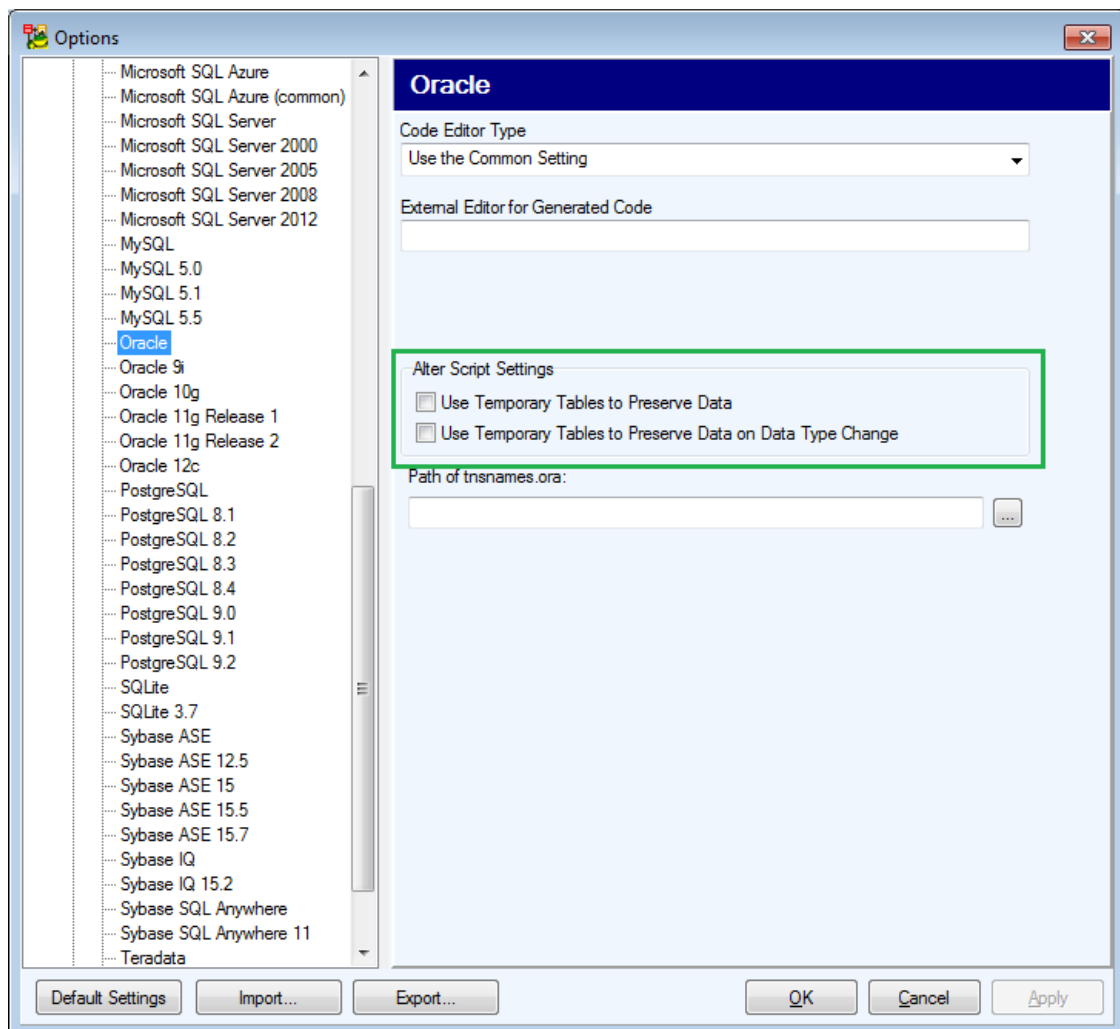 Options
Microsoft SQL Azure
Microsoft SQL Azure (common)
Microsoft SQL Server
Microsoft SQL Server 2000
Microsoft SQL Server 2005
Microsoft SQL Server 2008
Microsoft SQL Server 2012
MySQL
MySQL 5.0
MySQL 5.1
MySQL 5.5
Oracle
Oracle 9i
Oracle 10g
Oracle 11g Release 1
Oracle 11g Release 2
Oracle 12c
PostgreSQL
PostgreSQL 8.1
PostgreSQL 8.2
PostgreSQL 8.3
PostgreSQL 8.4
PostgreSQL 9.0
PostgreSQL 9.1
PostgreSQL 9.2
SQLite
SQLite 3.7
Sybase ASE
Sybase ASE 12.5
Sybase ASE 15
Sybase ASE 15.5
Sybase ASE 15.7
Sybase IQ
Sybase IQ 15.2
Sybase SQL Anywhere
Sybase SQL Anywhere 11
Teradata
Oracle
Code Editor Type
Use the Common Setting
External Editor for Generated Code
Alter Script Settings
Use Temporary Tables to Preserve Data
Use Temporary Tables to Preserve Data on Data Type Change
Path of tnsnames.ora:
...
Default Settings
Import...
Export...
OK
Cancel
Apply